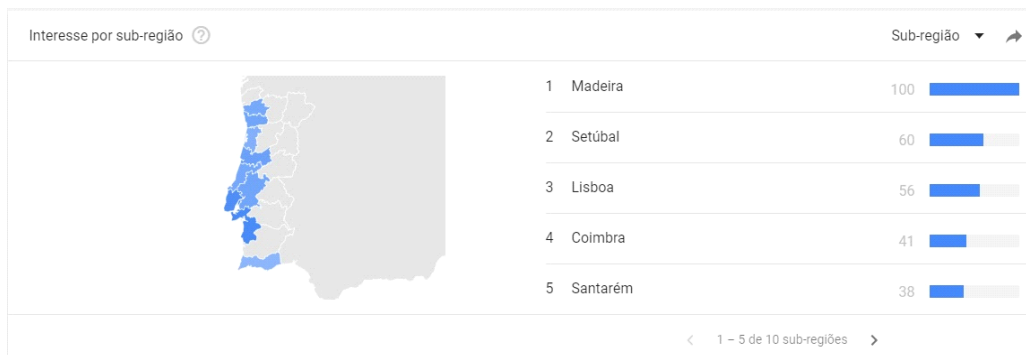 Interesse por sub-região ?
Sub-região
1 Madeira 100
2 Setúbal 60
3 Lisboa 56
4 Coimbra 41
5 Santarém 38
1 – 5 de 10 sub-regiões